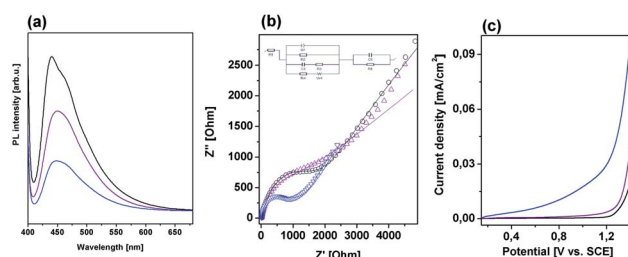 (a)
PL intensity [arb.u.]
400 450 500 550 600 650
Wavelength [nm]
(b)
Z'' [Ohm]
2500
2000
1500
1000
500
0
0 1000 2000 3000 4000
Z' [Ohm]
(c)
Current density [mA/cm²]
0,09
0,06
0,03
0,00
0,4 0,8 1,2
Potential [V vs. SCE]